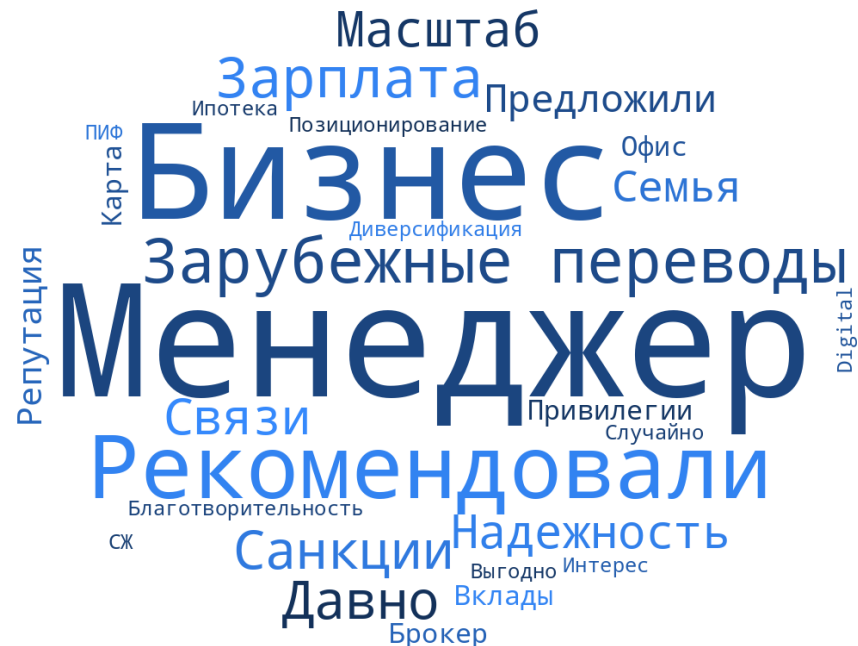 Масштаб
Зарплата
Предложили
Ипотека
Позиционирование
ПИФ
Карта
Бизнес
Офис
Семья
Диверсификация
Зарубежные переводы
Репутация
Менеджер
Digital
Связи
Привилегии
Случайно
Рекомендовали
Благотворительность
СЖ
Санкции
Надежность
Выгодно
Интерес
Давно
Вклады
Брокер